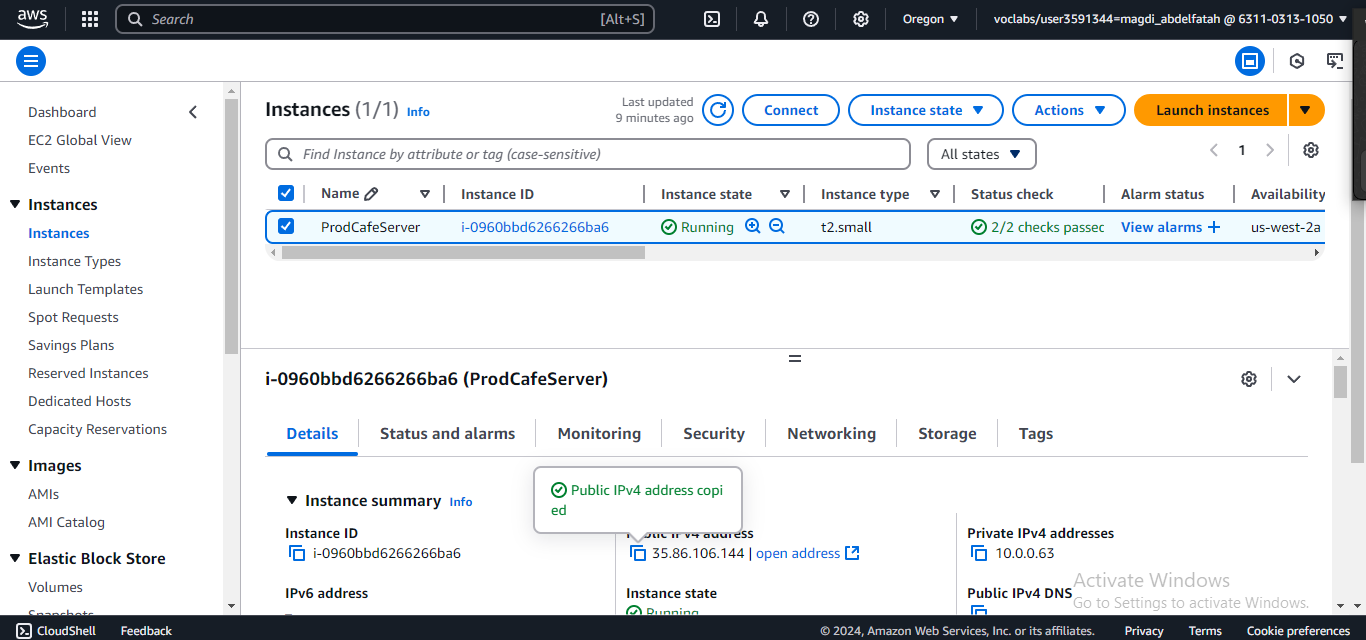 aws
Search
[Alt+S]
Oregon
voclabs/user3591344=magdi_abdelfatah @ 6311-0313-1050
Dashboard
EC2 Global View
Events
Instances
Instances
Instance Types
Launch Templates
Spot Requests
Savings Plans
Reserved Instances
Dedicated Hosts
Capacity Reservations
Images
AMIs
AMI Catalog
Elastic Block Store
Volumes
Snapshots
Instances (1/1) Info
Last updated
9 minutes ago
Connect
Instance state
Actions
Launch instances
Find Instance by attribute or tag (case-sensitive)
All states
1
Name Instance ID Instance state Instance type Status check Alarm status Availability
ProdCafeServer i-0960bbd6266266ba6 Running t2.small 2/2 checks passed View alarms us-west-2a
i-0960bbd6266266ba6 (ProdCafeServer)
Details Status and alarms Monitoring Security Networking Storage Tags
Public IPv4 address copi
ed
Instance summary Info
Instance ID
i-0960bbd6266266ba6
Public IPv4 address
35.86.106.144 | open address
Private IPv4 addresses
10.0.0.63
IPv6 address
Instance state
Running
Public IPv4 DNS
Activate Windows
Go to Settings to activate Windows.
CloudShell Feedback
© 2024, Amazon Web Services, Inc. or its affiliates. Privacy Terms Cookie preferences